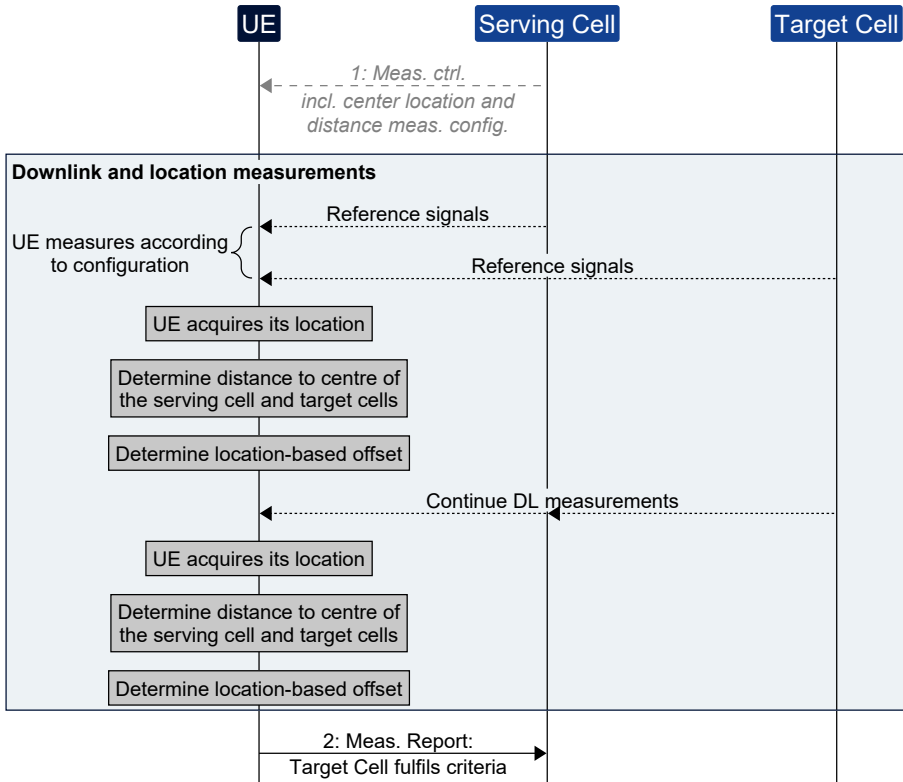 UE
Serving Cell
Target Cell
1: Meas. ctrl.
incl. center location and
distance meas. config.
Downlink and location measurements
Reference signals
UE measures according
to configuration
Reference signals
UE acquires its location
Determine distance to centre of
the serving cell and target cells
Determine location-based offset
Continue DL measurements
UE acquires its location
Determine distance to centre of
the serving cell and target cells
Determine location-based offset
2: Meas. Report:
Target Cell fulfils criteria